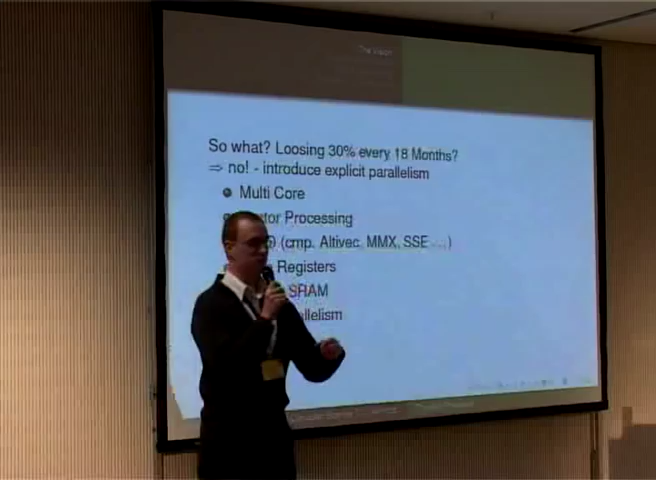 The Vision
So what? Loosing 30% every 18 Months?
⇒ no! - introduce explicit parallelism
Multi Core
tor Processing
(cmp. Altivec, MMX, SSE ...)
Registers
SRAM
allelism